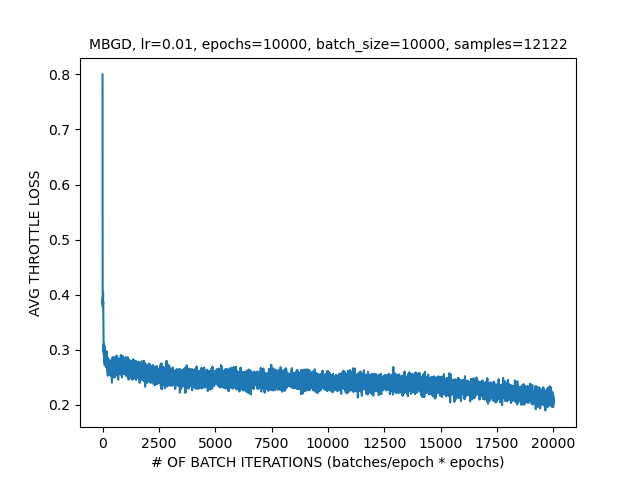 MBGD, lr=0.01, epochs=10000, batch_size=10000, samples=12122
0.8
0.7
0.6
0.5
0.4
0.3
0.2
AVG THROTTLE LOSS
0 2500 5000 7500 10000 12500 15000 17500 20000
# OF BATCH ITERATIONS (batches/epoch * epochs)